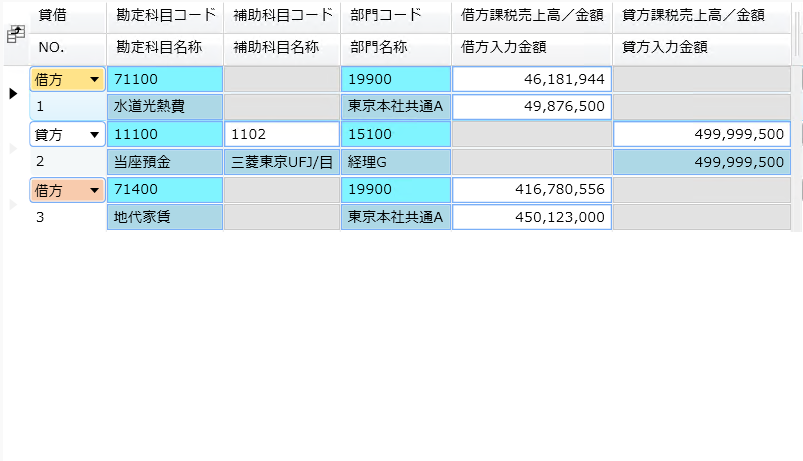 貸借 勘定科目コード 補助科目コード 部門コード 借方課税売上高／金額 貸方課税売上高／金額
NO. 勘定科目名称 補助科目名称 部門名称 借方入力金額 貸方入力金額
借方 71100 19900 46,181,944
1 水道光熱費 東京本社共通A 49,876,500
貸方 11100 1102 15100 499,999,500
2 当座預金 三菱東京UFJ/目 経理G 499,999,500
借方 71400 19900 416,780,556
3 地代家賃 東京本社共通A 450,123,000